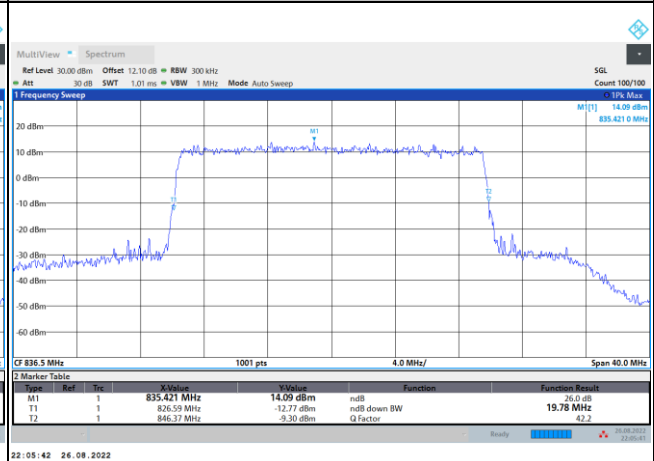 MultiView Spectrum
Ref Level 30.00 dBm Offset 12.10 dB RBW 300 kHz SGL
Att 30 dB SWT 1.01 ms VBW 1 MHz Mode Auto Sweep Count 100/100
1 Frequency Sweep 1Pk Max
M1[1] 14.09 dBm
835.421 0 MHz
20 dBm
M1
10 dBm
0 dBm
T1
T2
-10 dBm
-20 dBm
-30 dBm
-40 dBm
-50 dBm
-60 dBm
CF 836.5 MHz 1001 pts 4.0 MHz/ Span 40.0 MHz
2 Marker Table
Type Ref Trc X-Value Y-Value Function Function Result
M1 1 835.421 MHz 14.09 dBm ndB 26.0 dB
T1 1 826.59 MHz -12.77 dBm ndB down BW 19.78 MHz
T2 1 846.37 MHz -9.30 dBm Q Factor 42.2
Ready 26.08.2022
22:05:41
22:05:42 26.08.2022